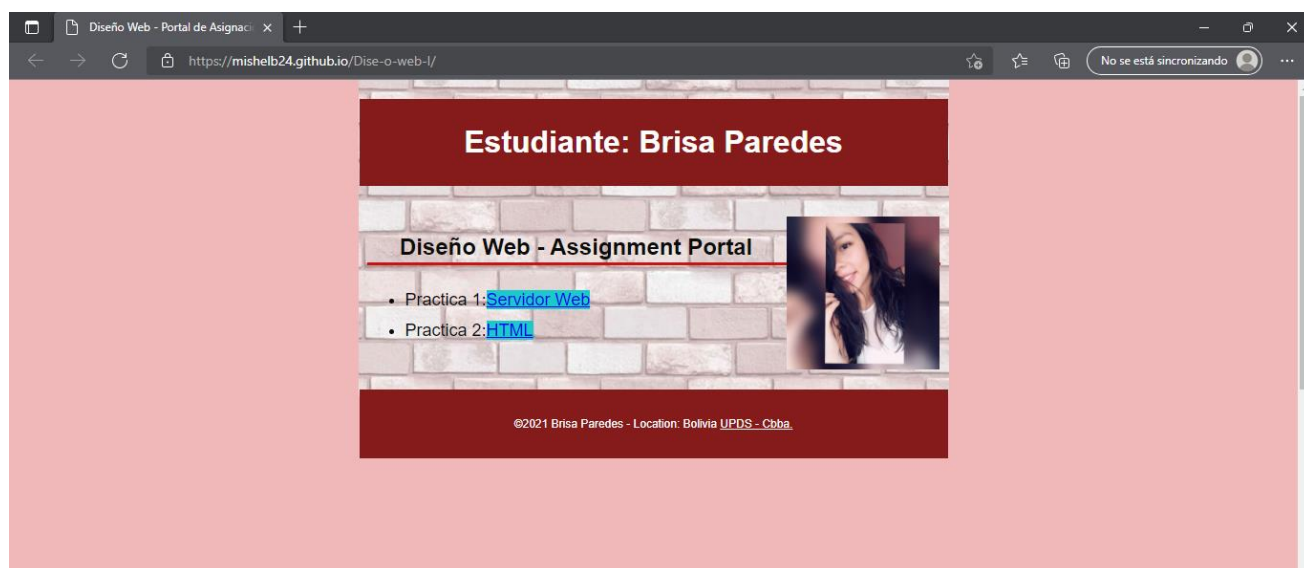 Diseño Web - Portal de Asignaci
https://mishelb24.github.io/Dise-o-web-I/
No se está sincronizando
Estudiante: Brisa Paredes
Diseño Web - Assignment Portal
Practica 1:Servidor Web
Practica 2:HTML
©2021 Brisa Paredes - Location: Bolivia UPDS - Cbba.